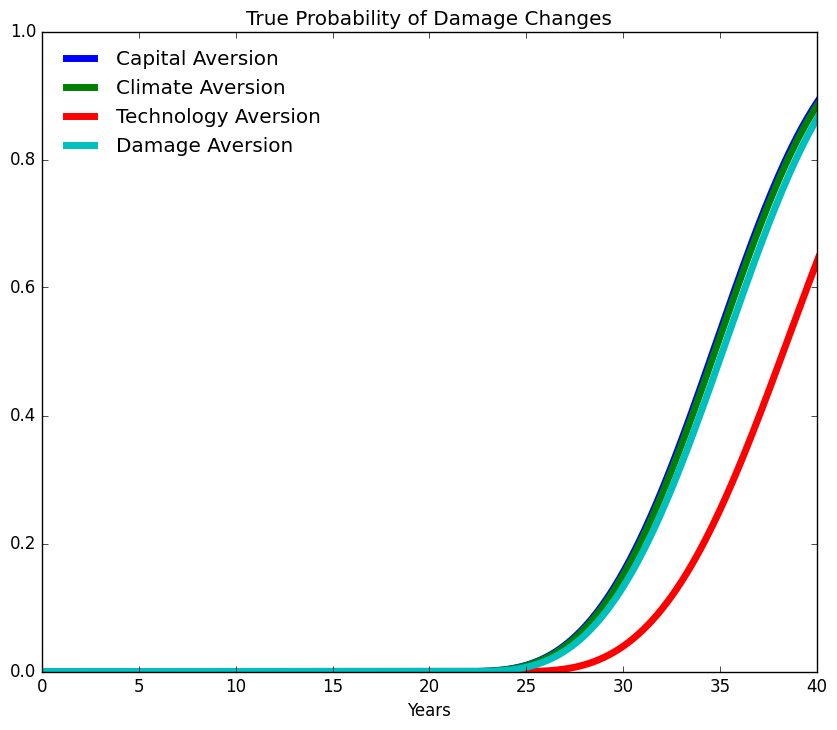 True Probability of Damage Changes
1.0
Capital Aversion
Climate Aversion
Technology Aversion
Damage Aversion
0.8
0.6
0.4
0.2
0.0
0 5 10 15 20 25 30 35 40
Years